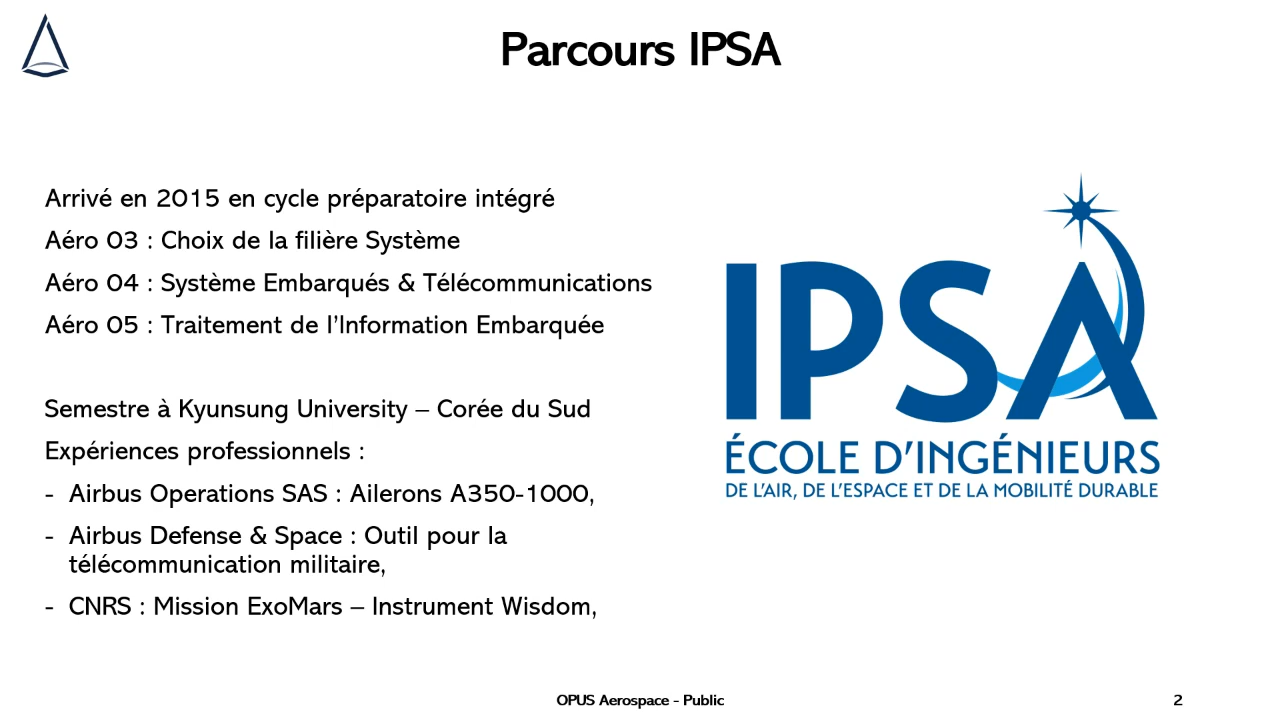 Parcours IPSA
Arrivé en 2015 en cycle préparatoire intégré
Aéro 03 : Choix de la filière Système
Aéro 04 : Système Embarqués & Télécommunications
Aéro 05 : Traitement de l'Information Embarquée
Semestre à Kyunsung University – Corée du Sud
Expériences professionnels :
- Airbus Operations SAS : Ailerons A350-1000,
- Airbus Defense & Space : Outil pour la
télécommunication militaire,
- CNRS : Mission ExoMars – Instrument Wisdom,
IPSA
ÉCOLE D'INGÉNIEURS
DE L'AIR, DE L'ESPACE ET DE LA MOBILITÉ DURABLE
OPUS Aerospace - Public
2